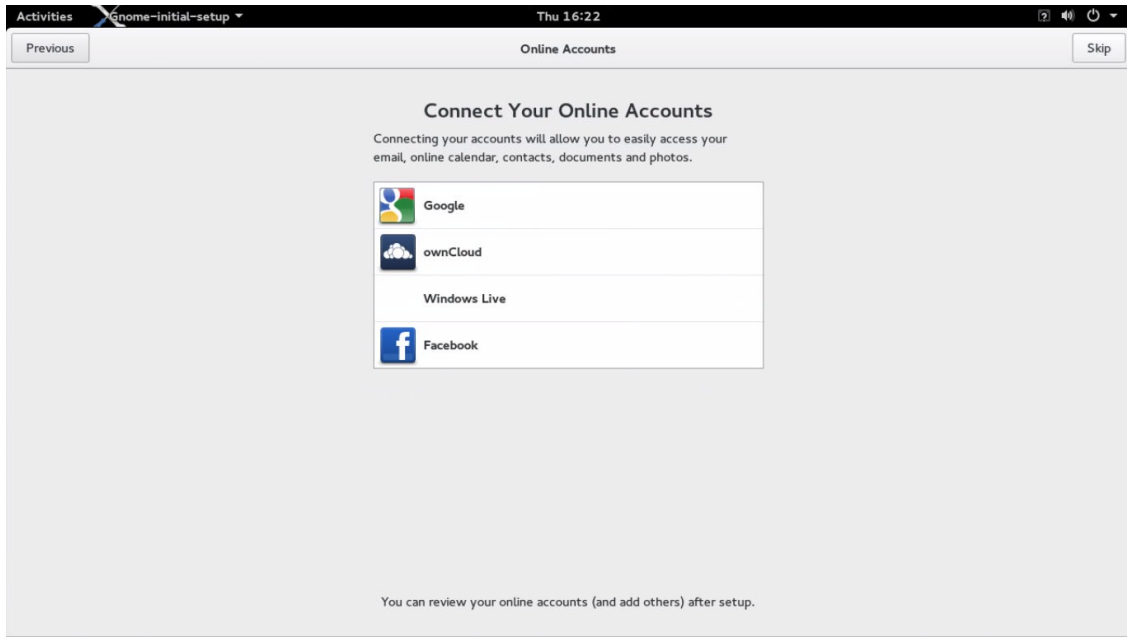 Activities Gnome-initial-setup Thu 16:22
Previous Online Accounts Skip
Connect Your Online Accounts
Connecting your accounts will allow you to easily access your
email, online calendar, contacts, documents and photos.
Google
ownCloud
Windows Live
Facebook
You can review your online accounts (and add others) after setup.